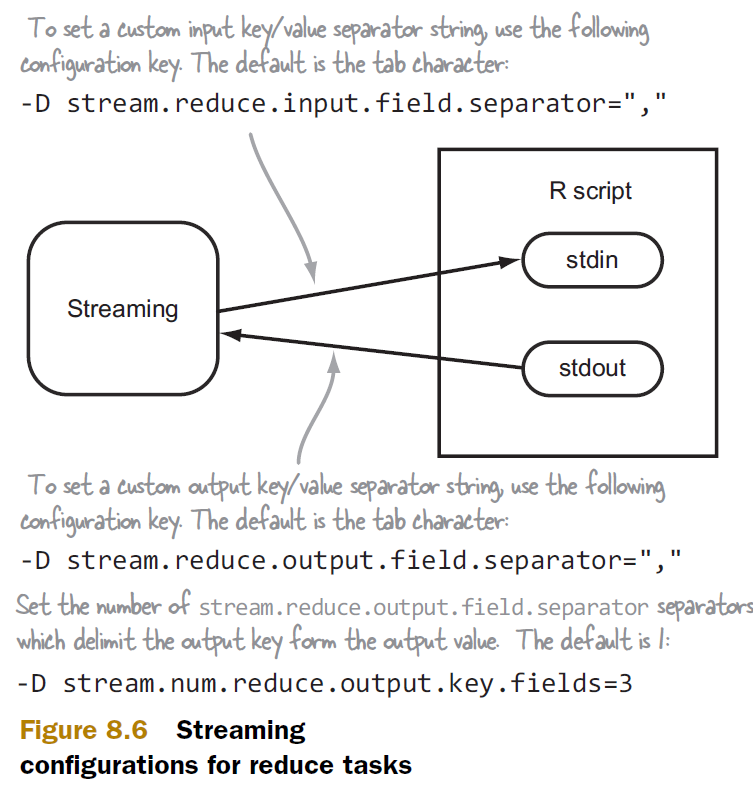 To set a custom input key/value separator string, use the following
configuration key. The default is the tab character:
-D stream.reduce.input.field.separator=","
R script
stdin
Streaming
stdout
To set a custom output key/value separator string, use the following
configuration key. The default is the tab character:
-D stream.reduce.output.field.separator=","
Set the number of stream.reduce.output.field.separator separators
which delimit the output key form the output value. The default is 1:
-D stream.num.reduce.output.key.fields=3
Figure 8.6 Streaming
configurations for reduce tasks